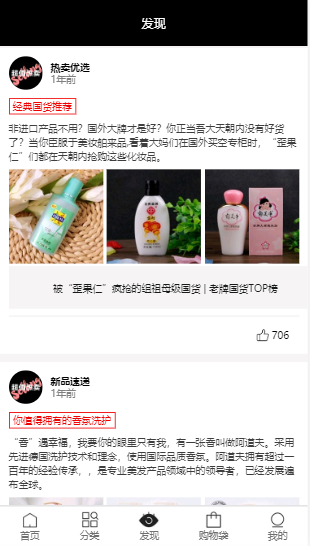 发现
热卖优选
1年前
经典国货推荐
非进口产品不用？国外大牌才是好？你正当吾大天朝内没有好货
了？当你臣服于美妆舶来品,看着大妈们在国外买空专柜时，“歪果
仁”们都在天朝内抢购这些化妆品。
被“歪果仁”疯抢的组祖母级国货 | 老牌国货TOP榜
706
新品速递
1年前
你值得拥有的香氛洗护
“香”遇幸福，我要你的眼里只有我，有一张香叫做阿道夫。采用
先进德国洗护技术和理念，使用国际品质香氛。阿道夫拥有超过一
百年的经验传承，，是专业美发产品领域中的领导者，已经发展遍
布全球。
首页
分类
发现
购物袋
我的